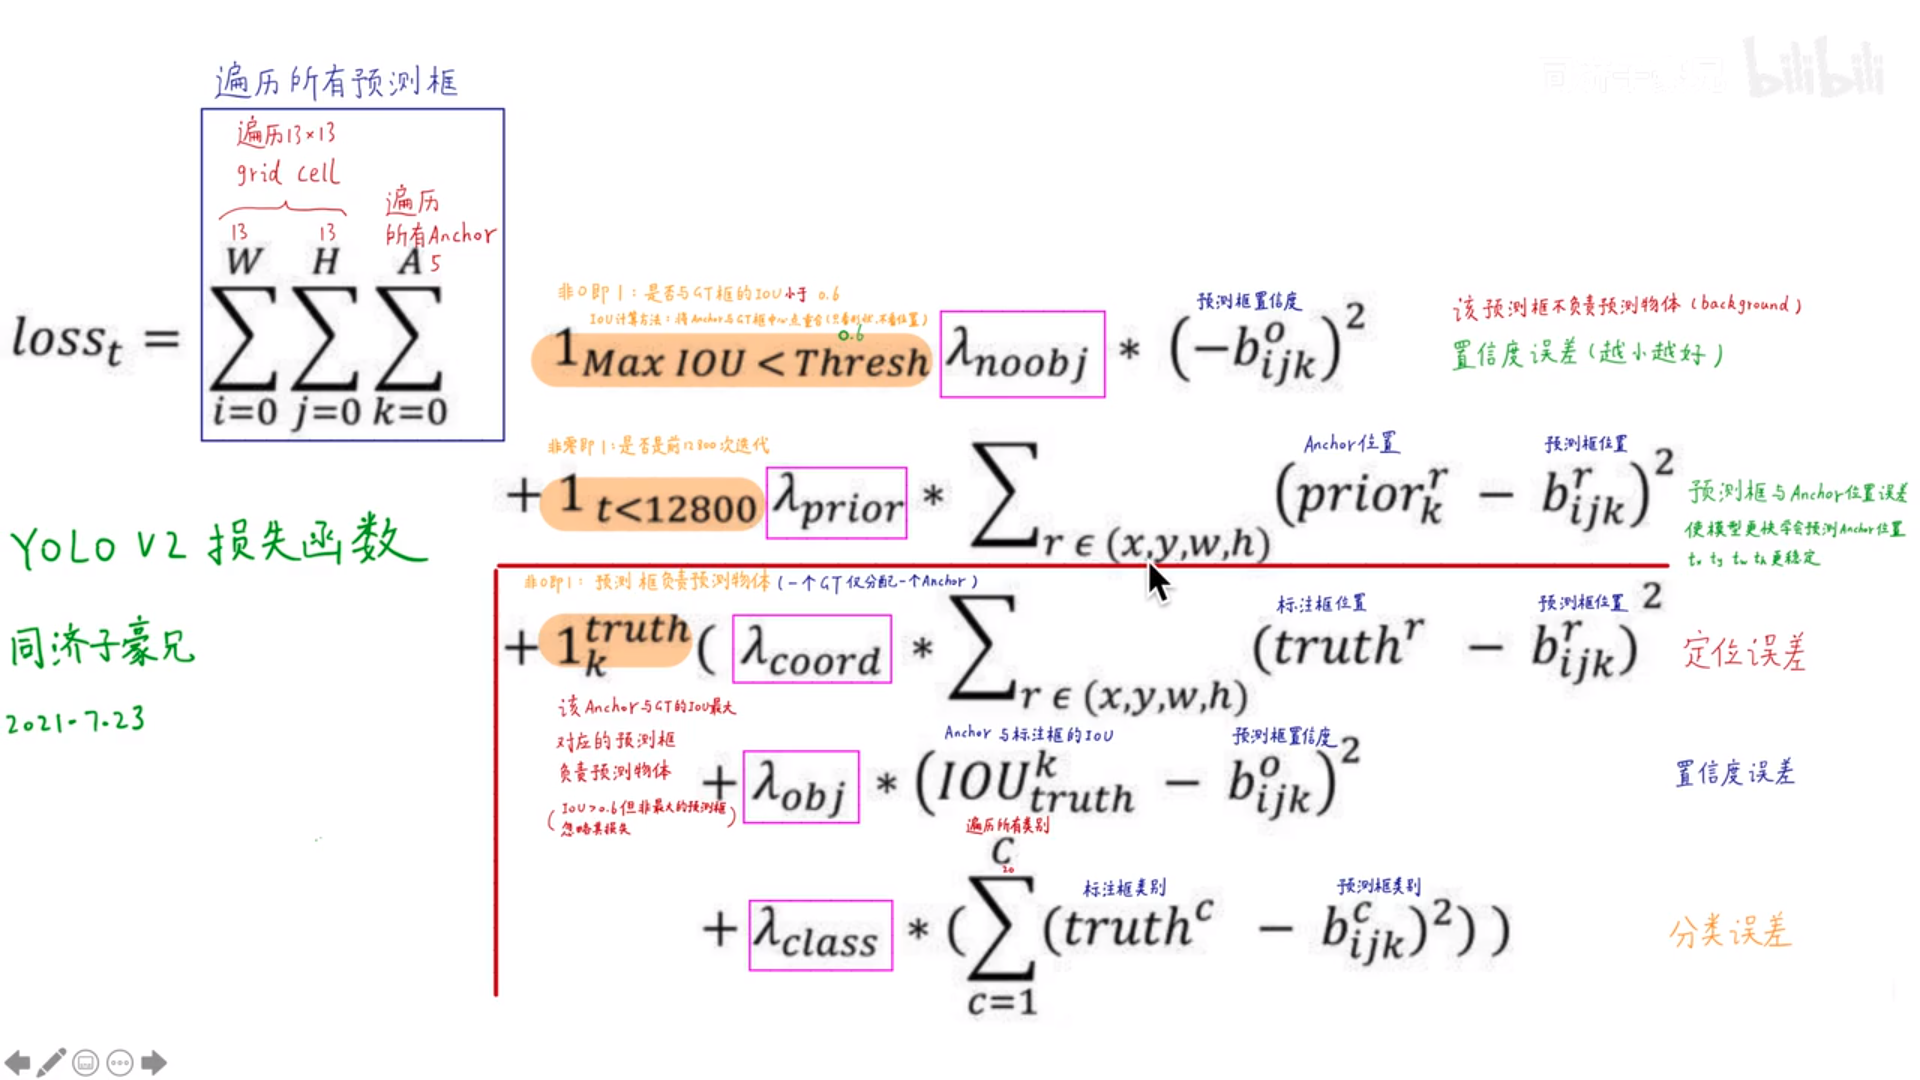 bilibili
遍历所有预测框
遍历13×13
grid cell
遍历
所有Anchor
13 13
W H A 5
loss_t = ∑_{i=0} ∑_{j=0} ∑_{k=0}
非0即1：是否与GT框的IOU小于 0.6
IOU计算方法：将Anchor与GT框中心点重合(只看形状、不看位置)
0.6
预测框置信度
1_{Max IOU < Thresh} λ_{noobj} * (−b_{ijk}^{o})^2
该预测框不负责预测物体(background)
置信度误差(越小越好)
非零即1：是否是前12800次迭代
Anchor位置 预测框位置
+ 1_{t<12800} λ_{prior} * ∑_{r ϵ (x,y,w,h)} (prior_k^r − b_{ijk}^r)^2
预测框与Anchor位置误差
使模型更快学会预测Anchor位置
tx ty tw th更稳定
YOLO V2 损失函数
同济子豪兄
2021-7.23
非0即1：预测框负责预测物体(一个GT仅分配一个Anchor)
标注框位置 预测框位置
+ 1_k^{truth} ( λ_{coord} * ∑_{r ϵ (x,y,w,h)} (truth^r − b_{ijk}^r)^2
定位误差
该Anchor与GT的IOU最大
对应的预测框
负责预测物体
(IOU>0.6但非最大的预测框
忽略其损失)
Anchor与标注框的IOU 预测框置信度
+ λ_{obj} * (IOU_{truth}^k − b_{ijk}^o)^2
置信度误差
遍历所有类别
C
20
标注框类别 预测框类别
+ λ_{class} * (∑_{c=1} (truth^c − b_{ijk}^c)^2))
分类误差